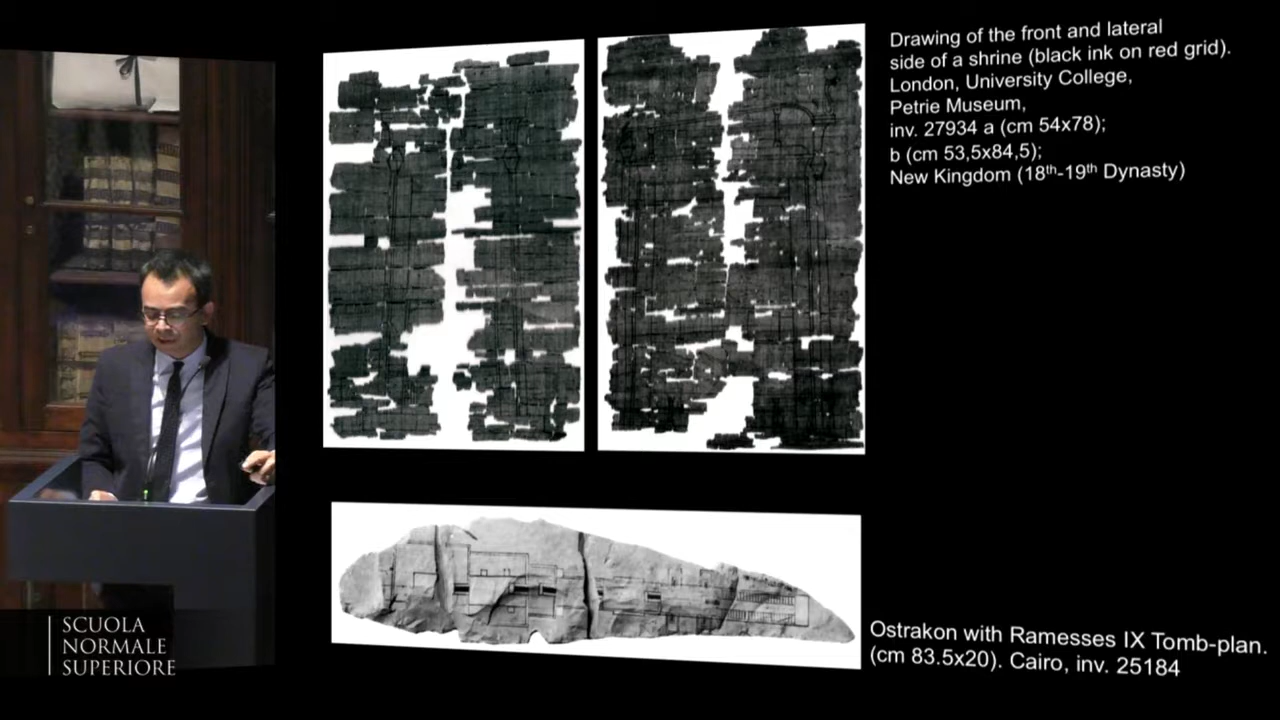 Drawing of the front and lateral
side of a shrine (black ink on red grid).
London, University College,
Petrie Museum,
inv. 27934 a (cm 54x78);
b (cm 53,5x84,5);
New Kingdom (18th-19th Dynasty)
Ostrakon with Ramesses IX Tomb-plan.
(cm 83.5x20). Cairo, inv. 25184
SCUOLA
NORMALE
SUPERIORE